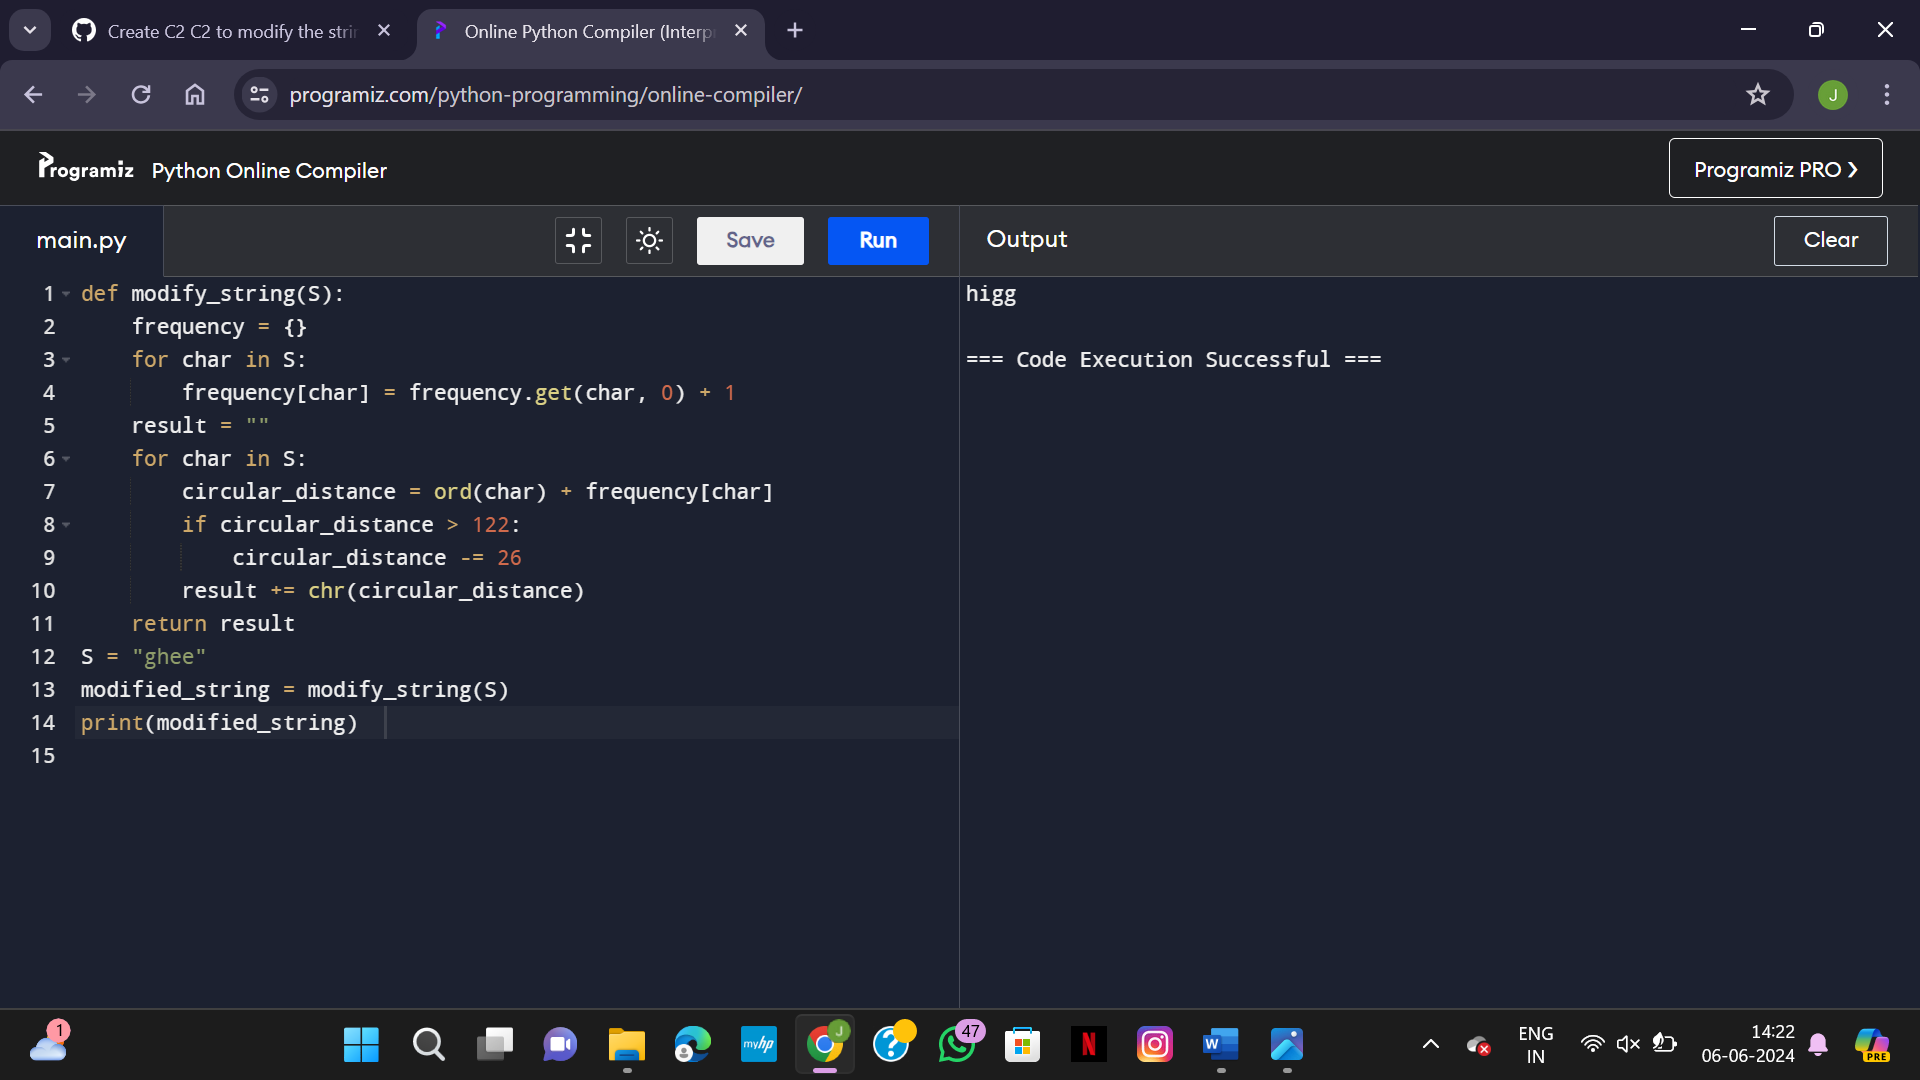 Create C2 C2 to modify the strin
Online Python Compiler (Interp
programiz.com/python-programming/online-compiler/
J
Programiz
Python Online Compiler
Programiz PRO ❯
main.py
Save
Run
Output
Clear
1 def modify_string(S):
2     frequency = {}
3     for char in S:
4         frequency[char] = frequency.get(char, 0) + 1
5     result = ""
6     for char in S:
7         circular_distance = ord(char) + frequency[char]
8         if circular_distance > 122:
9             circular_distance -= 26
10         result += chr(circular_distance)
11     return result
12 S = "ghee"
13 modified_string = modify_string(S)
14 print(modified_string)
15
higg
=== Code Execution Successful ===
1
myhp
J
47
N
W
ENG
IN
14:22
06-06-2024
PRE